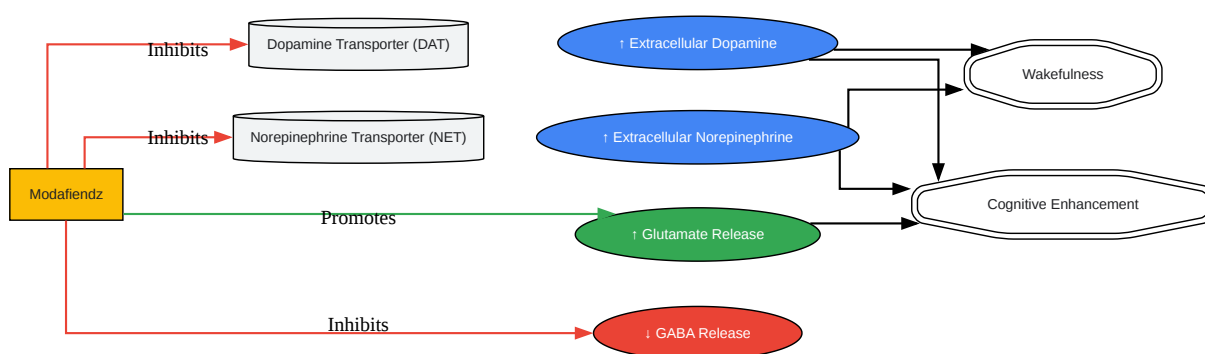 Inhibits
Dopamine Transporter (DAT)
↑ Extracellular Dopamine
Wakefulness
Inhibits
Norepinephrine Transporter (NET)
↑ Extracellular Norepinephrine
Modafiendz
Promotes
↑ Glutamate Release
Cognitive Enhancement
Inhibits
↓ GABA Release